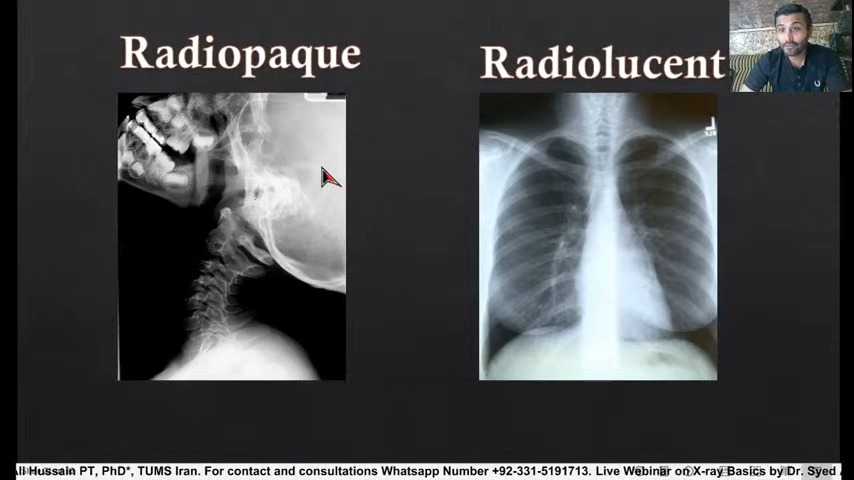 Radiopaque
Radiolucent
Ali Hussain PT, PhD*, TUMS Iran. For contact and consultations Whatsapp Number +92-331-5191713. Live Webinar on X-ray Basics by Dr. Syed